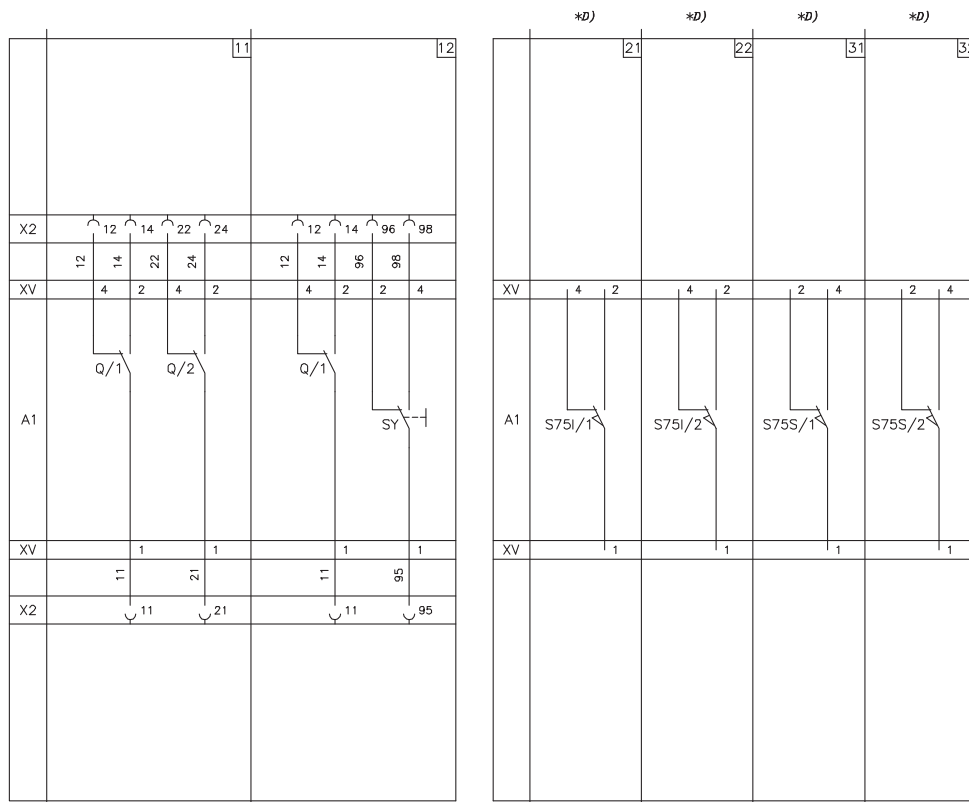 *D) *D) *D) *D)
11 12 21 22 31 32
X2 12 14 22 24 12 14 96 98
12 14 22 24 12 14 96 98
XV 4 2 4 2 4 2 2 4 XV 4 2 4 2 2 4 2 4
Q/1 Q/2 Q/1
A1 SY A1 S75I/1 S75I/2 S75S/1 S75S/2
XV 1 1 1 1 XV 1 1 1 1
11 21 11 95
X2 11 21 11 95